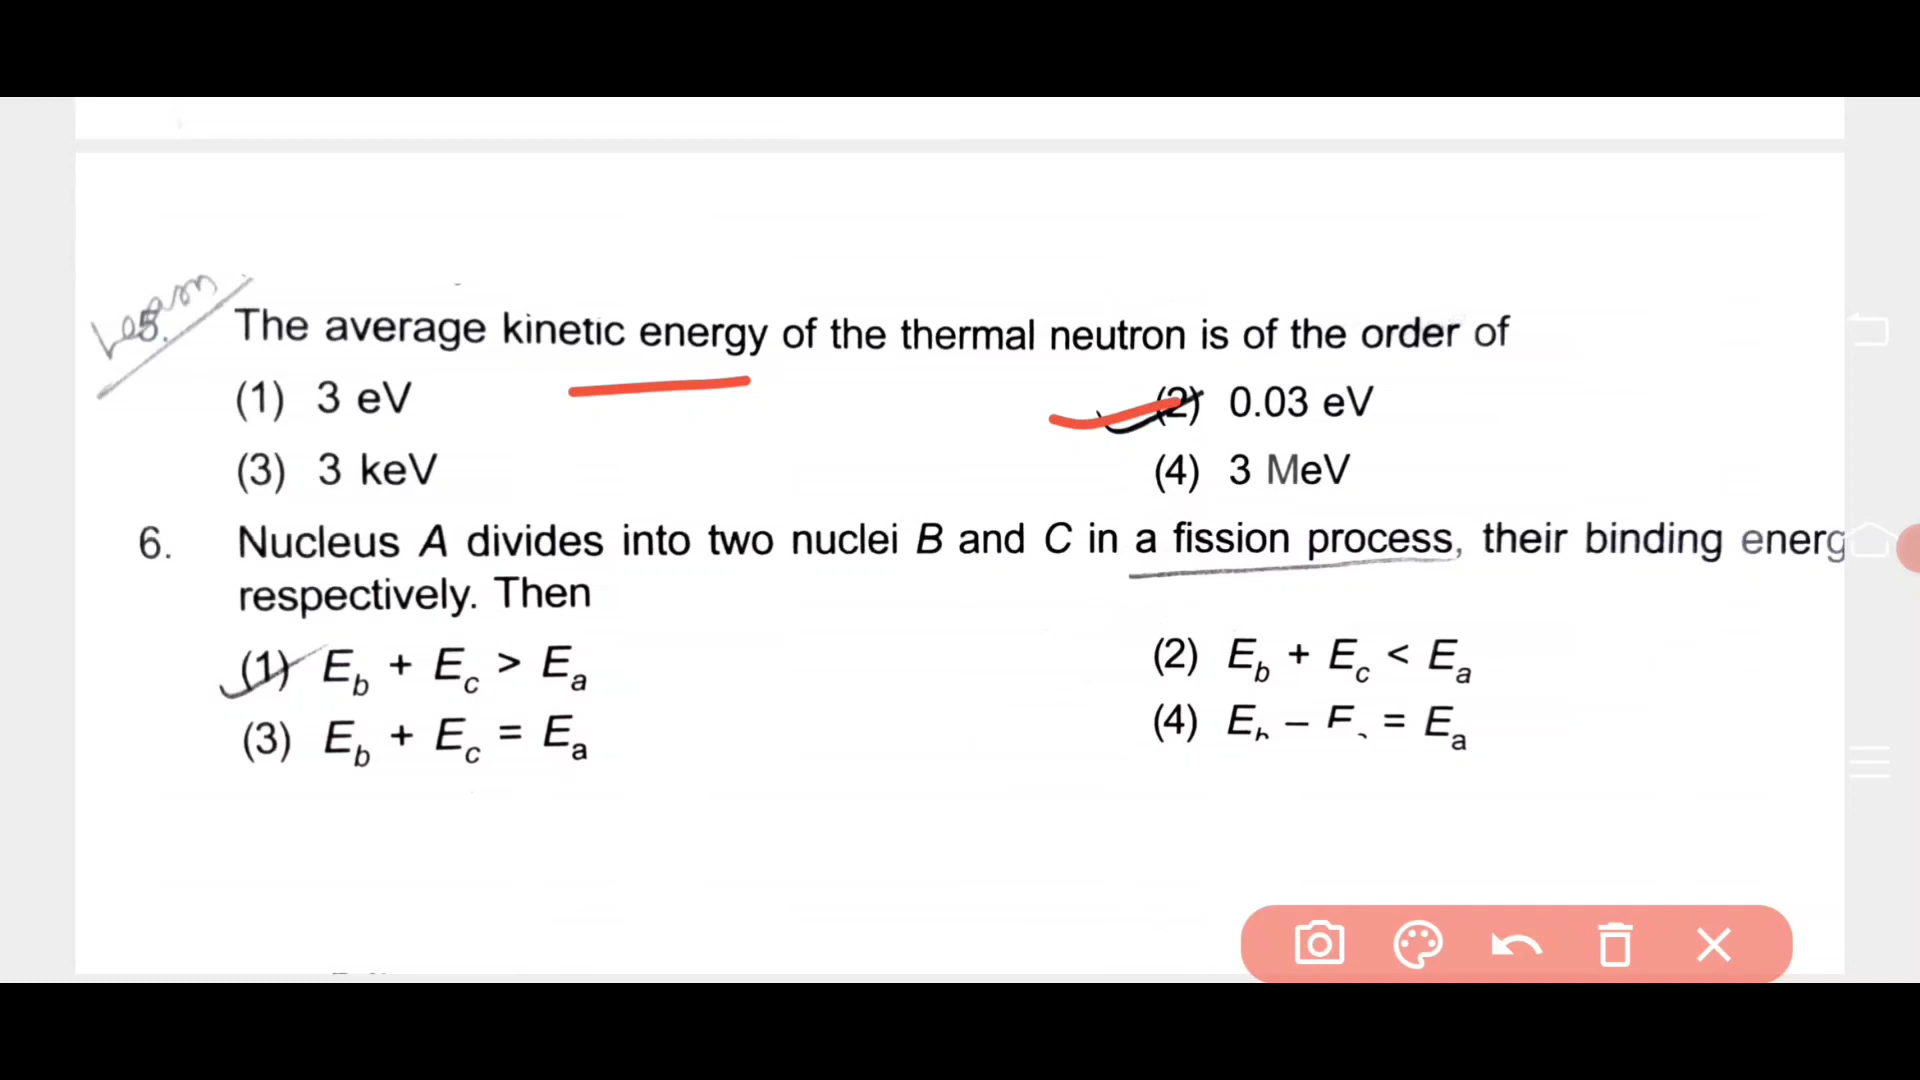 Learn
5. The average kinetic energy of the thermal neutron is of the order of
(1) 3 eV (2) 0.03 eV
(3) 3 keV (4) 3 MeV
6. Nucleus A divides into two nuclei B and C in a fission process, their binding energ
respectively. Then
(1) E_b + E_c > E_a (2) E_b + E_c < E_a
(3) E_b + E_c = E_a (4) E_b – E_c = E_a